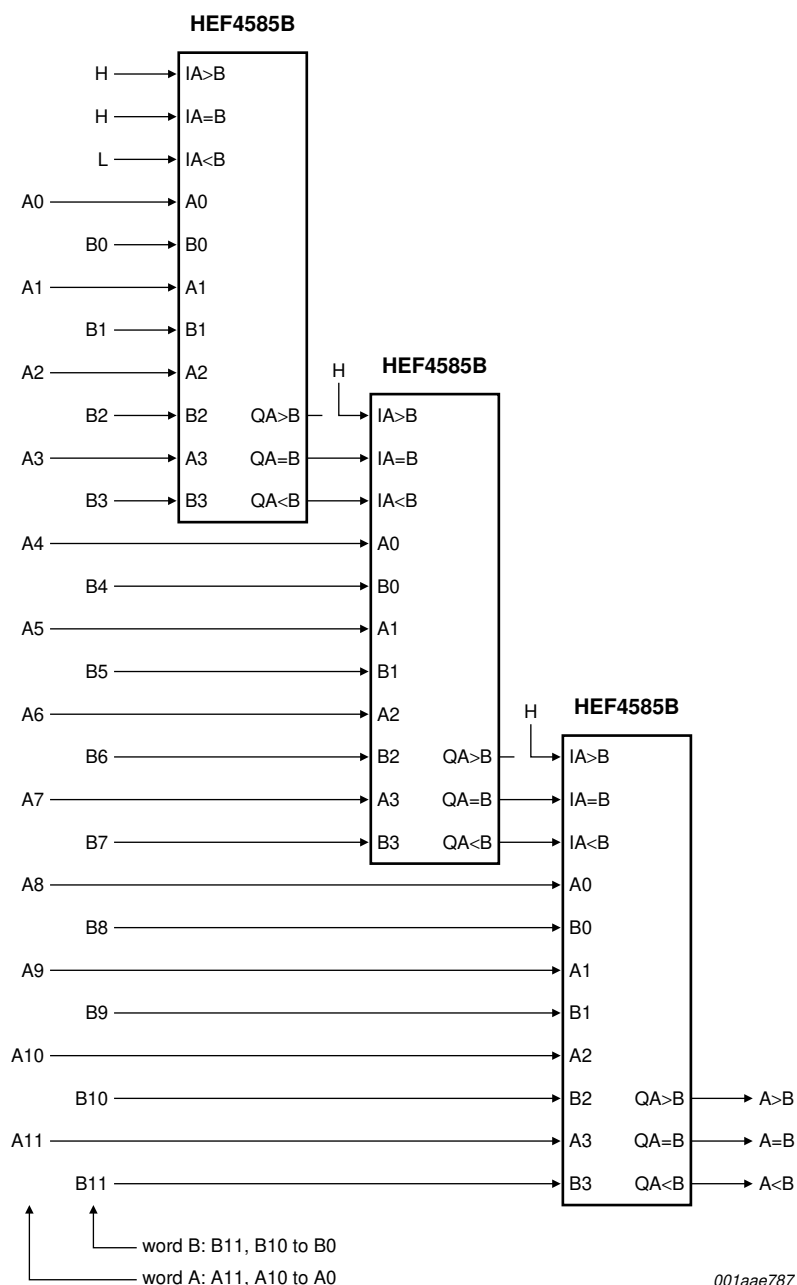 HEF4585B
H IA>B
H IA=B
L IA<B
A0 A0
B0 B0
A1 A1
B1 B1
A2 A2
H HEF4585B
B2 B2 QA>B IA>B
A3 A3 QA=B IA=B
B3 B3 QA<B IA<B
A4 A0
B4 B0
A5 A1
B5 B1
A6 A2
H HEF4585B
B6 B2 QA>B IA>B
A7 A3 QA=B IA=B
B7 B3 QA<B IA<B
A8 A0
B8 B0
A9 A1
B9 B1
A10 A2
B10 B2 QA>B A>B
A11 A3 QA=B A=B
B11 B3 QA<B A<B
word B: B11, B10 to B0
word A: A11, A10 to A0
001aae787